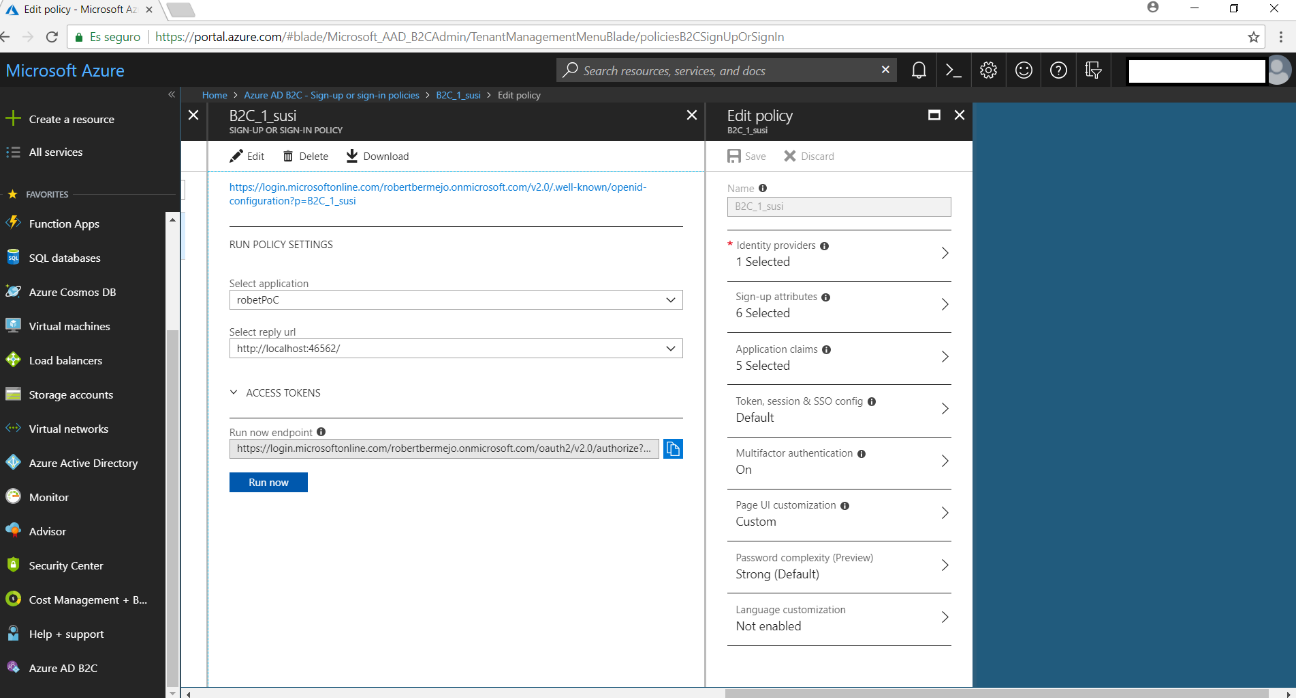 Edit policy - Microsoft Az
Es seguro
https://portal.azure.com/#blade/Microsoft_AAD_B2CAdmin/TenantManagementMenuBlade/policiesB2CSignUpOrSignIn
Microsoft Azure
Search resources, services, and docs
Home > Azure AD B2C - Sign-up or sign-in policies > B2C_1_susi > Edit policy
Create a resource
All services
FAVORITES
Function Apps
SQL databases
Azure Cosmos DB
Virtual machines
Load balancers
Storage accounts
Virtual networks
Azure Active Directory
Monitor
Advisor
Security Center
Cost Management + B...
Help + support
Azure AD B2C
B2C_1_susi
SIGN-UP OR SIGN-IN POLICY
Edit Delete Download
https://login.microsoftonline.com/robertbermejo.onmicrosoft.com/v2.0/.well-known/openid-
configuration?p=B2C_1_susi
RUN POLICY SETTINGS
Select application
robetPoC
Select reply url
http://localhost:46562/
ACCESS TOKENS
Run now endpoint
https://login.microsoftonline.com/robertbermejo.onmicrosoft.com/oauth2/v2.0/authorize?...
Run now
Edit policy
B2C_1_susi
Save Discard
Name
B2C_1_susi
* Identity providers
1 Selected
Sign-up attributes
6 Selected
Application claims
5 Selected
Token, session & SSO config
Default
Multifactor authentication
On
Page UI customization
Custom
Password complexity (Preview)
Strong (Default)
Language customization
Not enabled